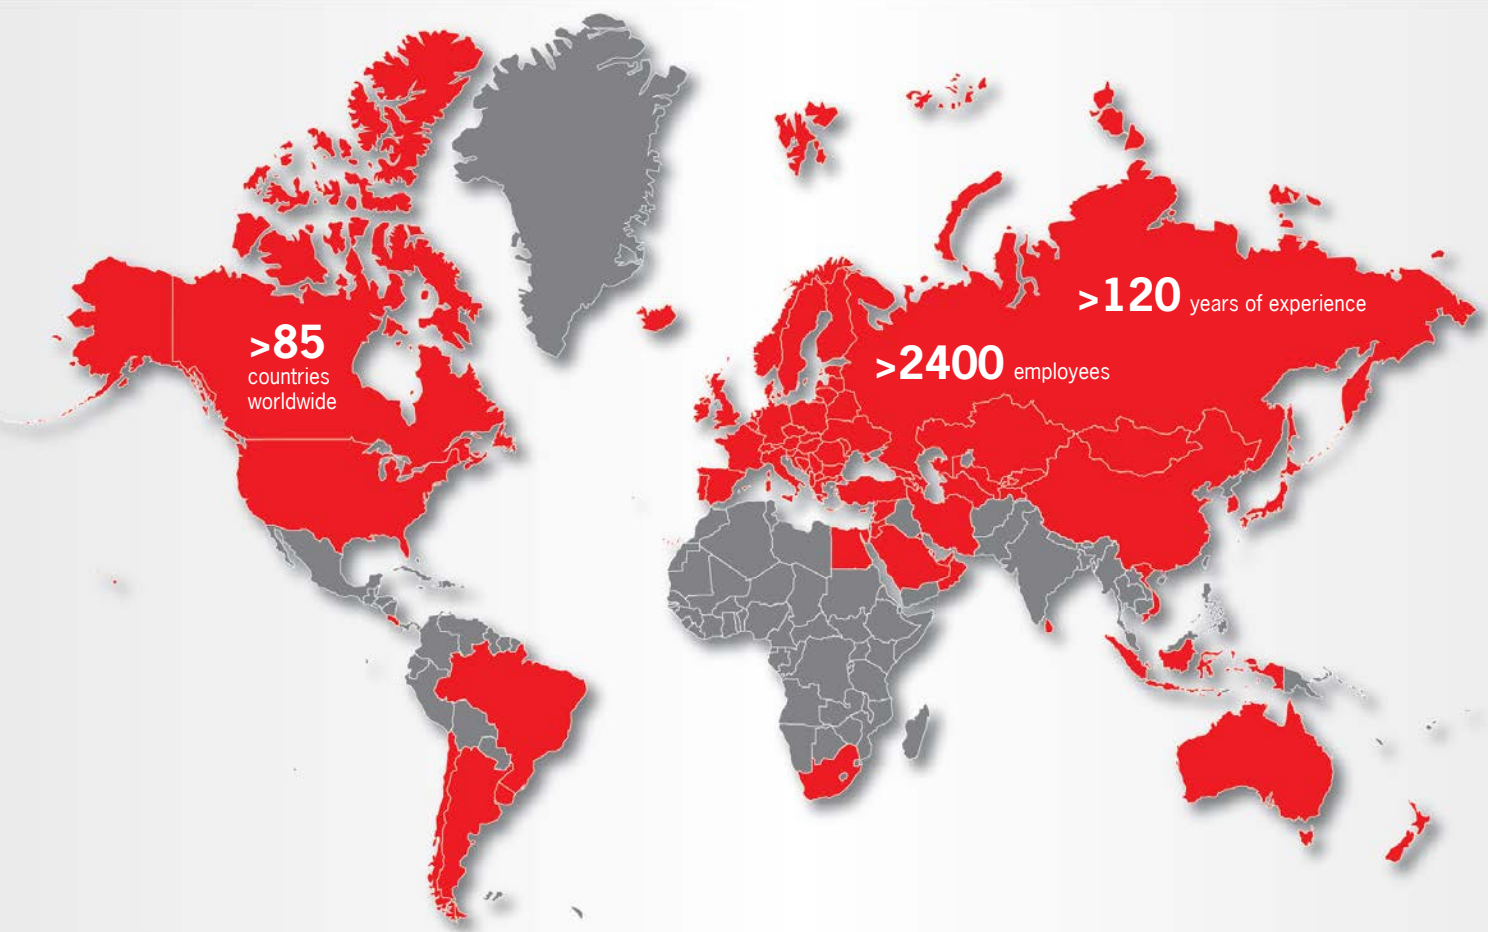 >85
countries
worldwide
>120 years of experience
>2400 employees